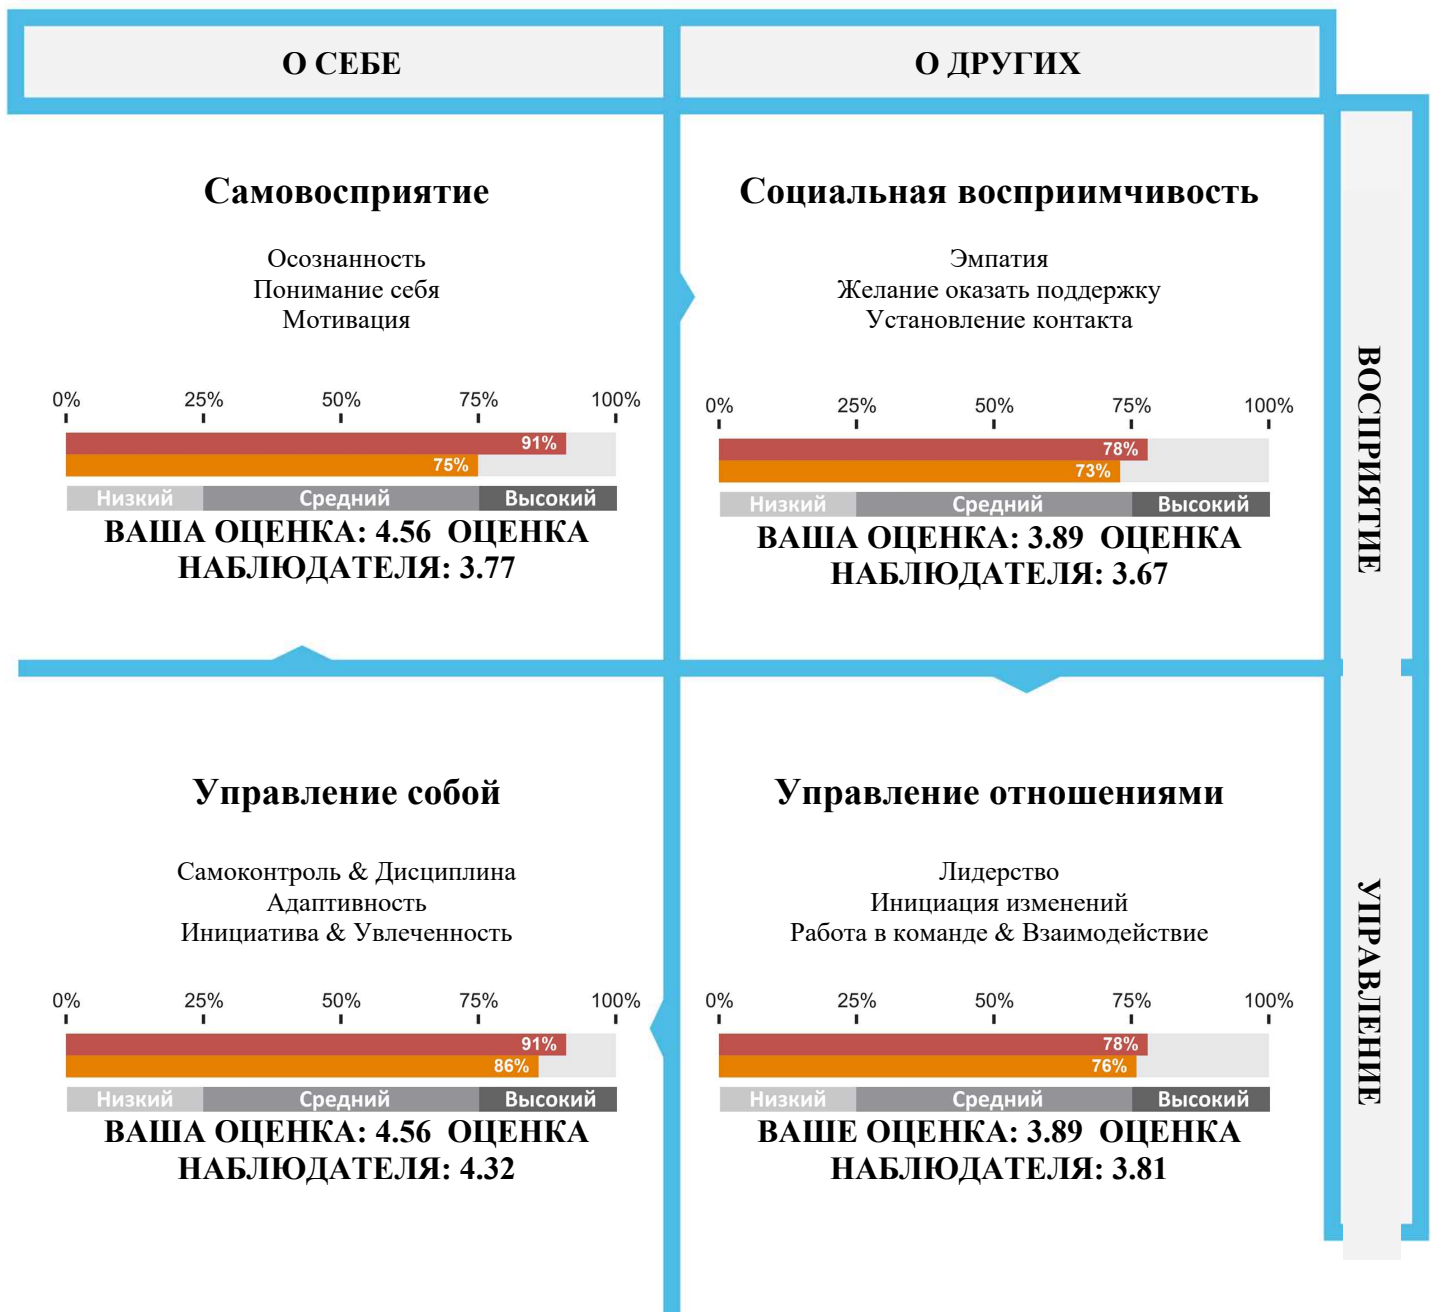 О СЕБЕ
О ДРУГИХ
Самовосприятие
Осознанность
Понимание себя
Мотивация
0% 25% 50% 75% 100%
91%
75%
Низкий Средний Высокий
ВАША ОЦЕНКА: 4.56 ОЦЕНКА
НАБЛЮДАТЕЛЯ: 3.77
Социальная восприимчивость
Эмпатия
Желание оказать поддержку
Установление контакта
0% 25% 50% 75% 100%
78%
73%
Низкий Средний Высокий
ВАША ОЦЕНКА: 3.89 ОЦЕНКА
НАБЛЮДАТЕЛЯ: 3.67
ВОСПРИЯТИЕ
Управление собой
Самоконтроль & Дисциплина
Адаптивность
Инициатива & Увлеченность
0% 25% 50% 75% 100%
91%
86%
Низкий Средний Высокий
ВАША ОЦЕНКА: 4.56 ОЦЕНКА
НАБЛЮДАТЕЛЯ: 4.32
Управление отношениями
Лидерство
Инициация изменений
Работа в команде & Взаимодействие
0% 25% 50% 75% 100%
78%
76%
Низкий Средний Высокий
ВАШЕ ОЦЕНКА: 3.89 ОЦЕНКА
НАБЛЮДАТЕЛЯ: 3.81
УПРАВЛЕНИЕ